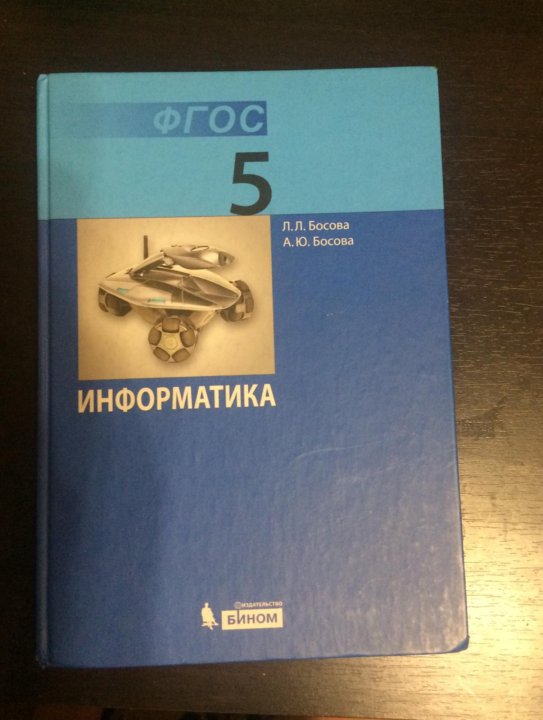 ФГОС
5
Л. Л. Босова
А. Ю. Босова
ИНФОРМАТИКА
ИЗДАТЕЛЬСТВО
БИНОМ